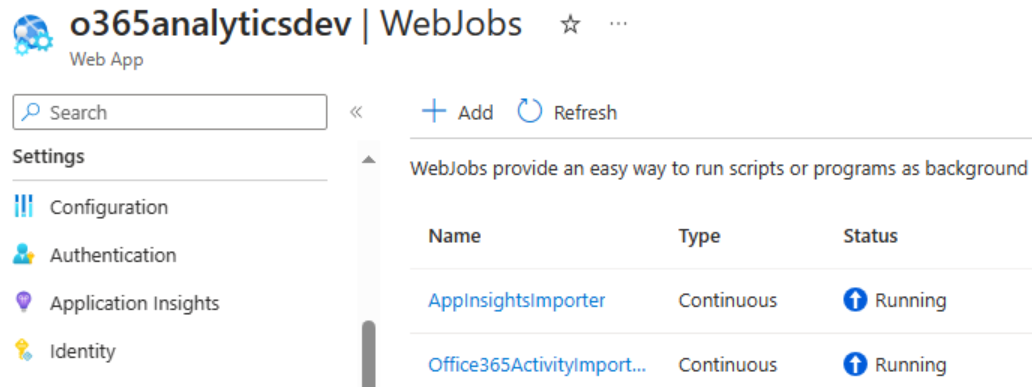 o365analyticsdev | WebJobs
Web App
Search
Add
Refresh
Settings
WebJobs provide an easy way to run scripts or programs as background
Configuration
Name
Type
Status
Authentication
Application Insights
AppInsightsImporter
Continuous
Running
Identity
Office365ActivityImport...
Continuous
Running